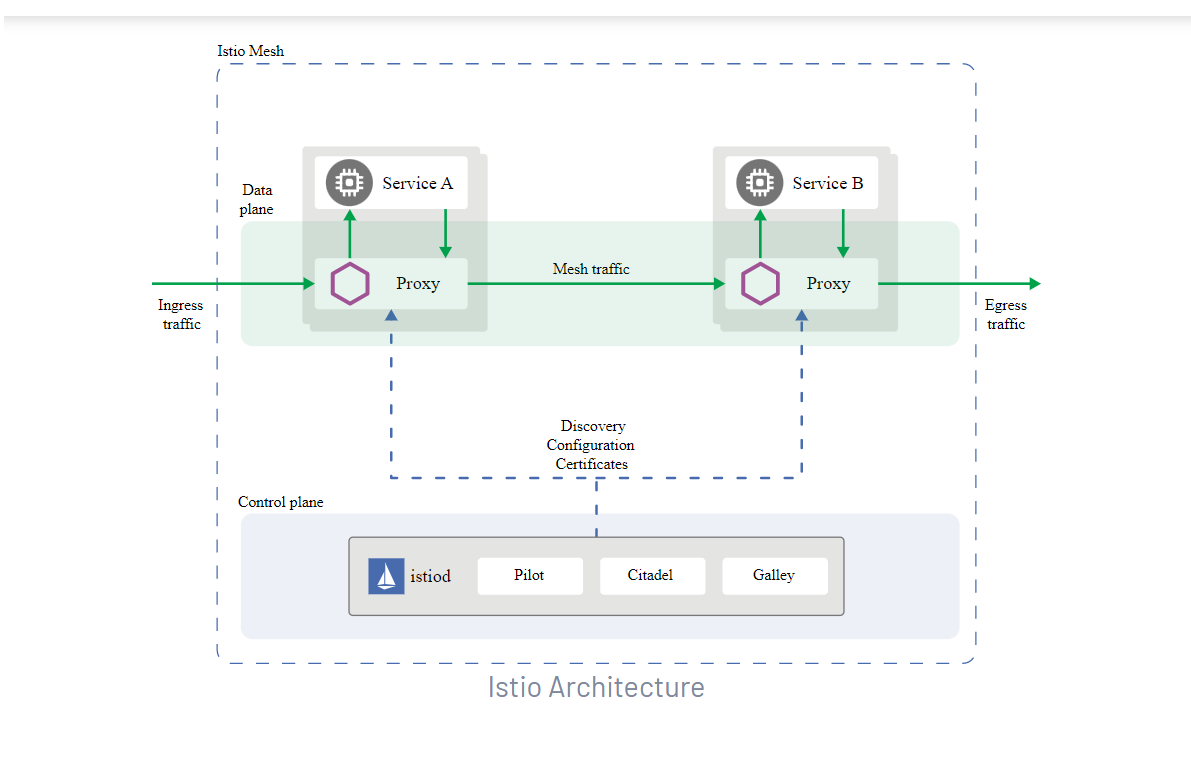 Istio Mesh
Service A
Service B
Data
plane
Proxy
Mesh traffic
Proxy
Ingress
traffic
Egress
traffic
Discovery
Configuration
Certificates
Control plane
istiod
Pilot
Citadel
Galley
Istio Architecture